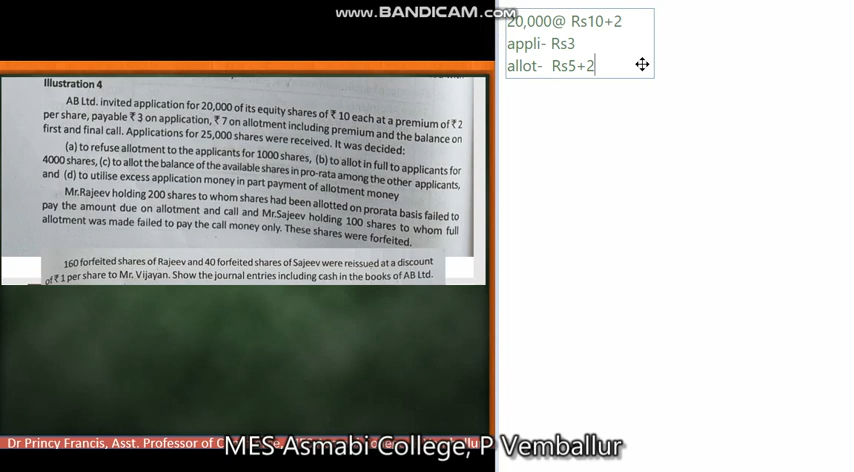 www.BANDICAM.com
20,000@ Rs10+2
appli- Rs3
allot- Rs5+2
Illustration 4
AB Ltd. invited application for 20,000 of its equity shares of ₹ 10 each at a premium of ₹ 2
per share, payable ₹ 3 on application, ₹ 7 on allotment including premium and the balance on
first and final call. Applications for 25,000 shares were received. It was decided:
(a) to refuse allotment to the applicants for 1000 shares, (b) to allot in full to applicants for
4000 shares, (c) to allot the balance of the available shares in pro-rata among the other applicants,
and (d) to utilise excess application money in part payment of allotment money
Mr.Rajeev holding 200 shares to whom shares had been allotted on prorata basis failed to
pay the amount due on allotment and call and Mr.Sajeev holding 100 shares to whom full
allotment was made failed to pay the call money only. These shares were forfeited.
160 forfeited shares of Rajeev and 40 forfeited shares of Sajeev were reissued at a discount
of ₹ 1 per share to Mr. Vijayan. Show the journal entries including cash in the books of AB Ltd.
Dr Princy Francis, Asst. Professor of
MES Asmabi College, P Vemballur